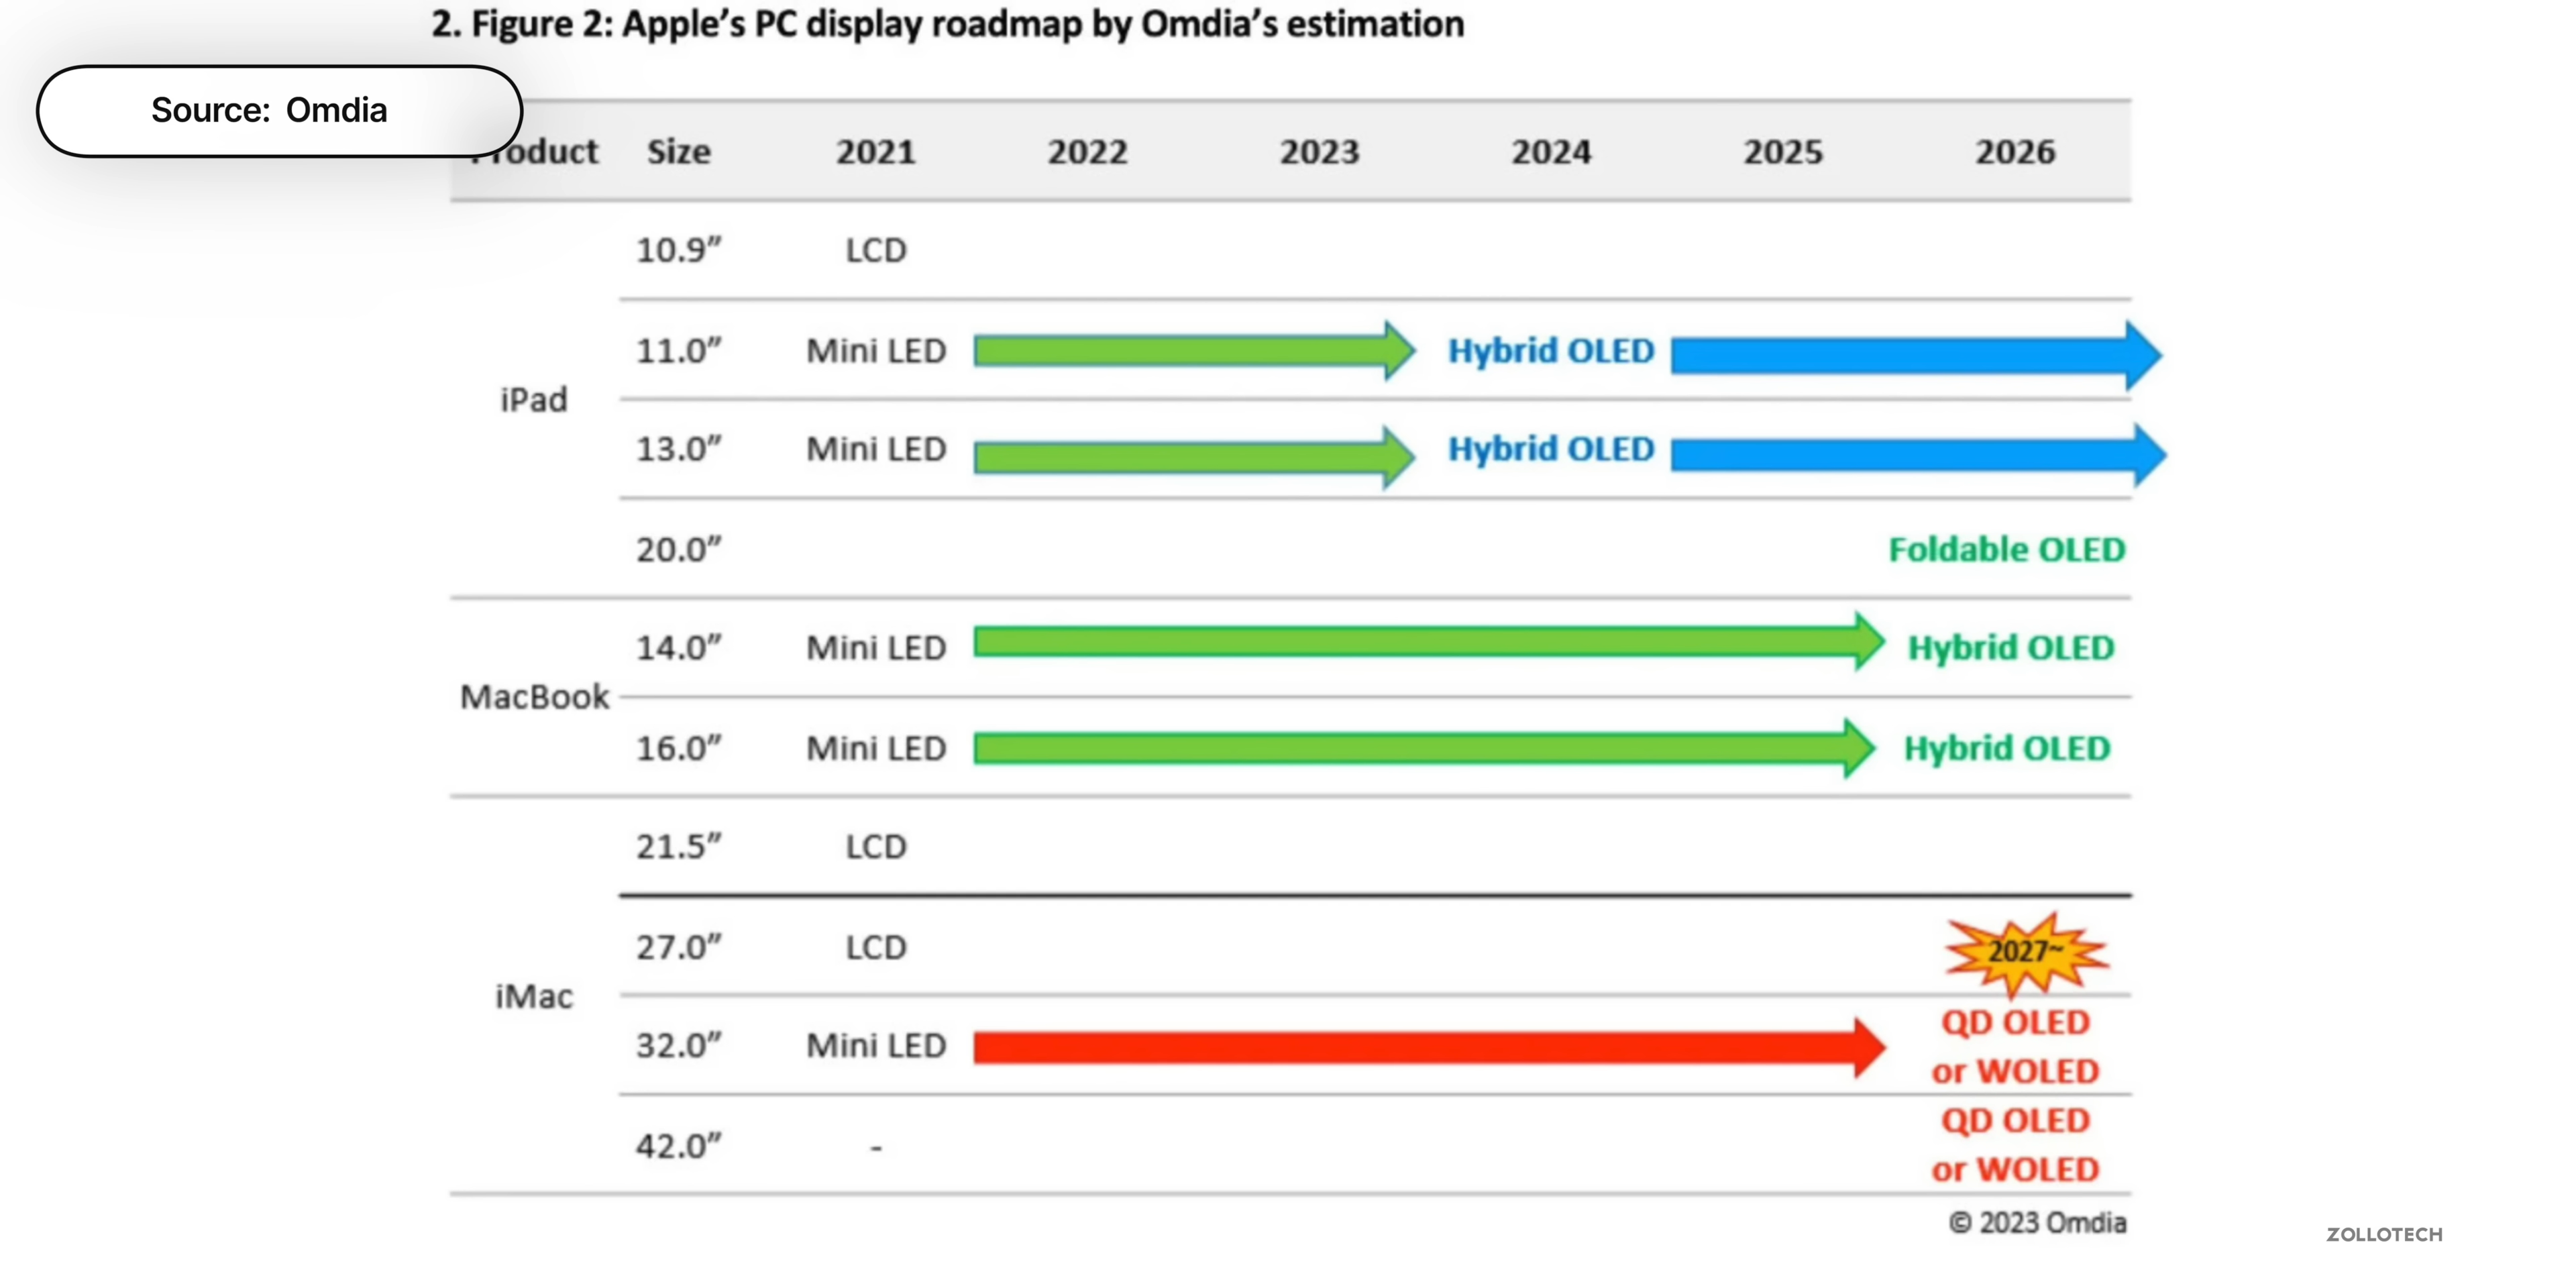 2. Figure 2: Apple's PC display roadmap by Omdia's estimation
Source: Omdia
Product Size 2021 2022 2023 2024 2025 2026
iPad
10.9" LCD
11.0" Mini LED Hybrid OLED
13.0" Mini LED Hybrid OLED
20.0" Foldable OLED
MacBook
14.0" Mini LED Hybrid OLED
16.0" Mini LED Hybrid OLED
iMac
21.5" LCD
27.0" LCD 2027~
32.0" Mini LED QD OLED
or WOLED
42.0" - QD OLED
or WOLED
© 2023 Omdia
ZOLLOTECH